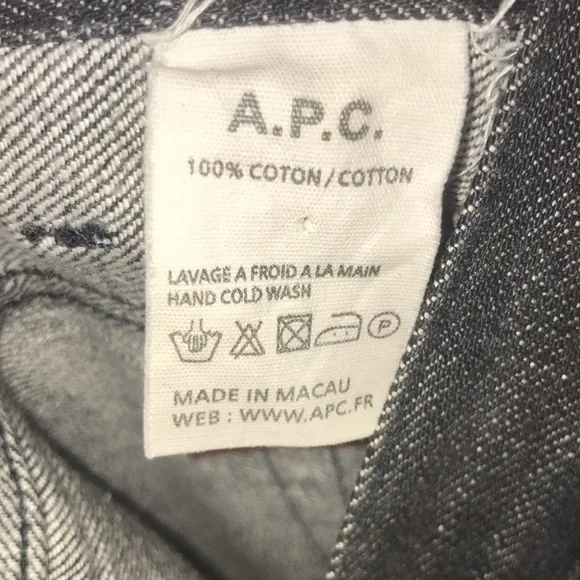 A.P.C.
100% COTON/COTTON
LAVAGE A FROID A LA MAIN
HAND COLD WASH
P
MADE IN MACAU
WEB : WWW.APC.FR